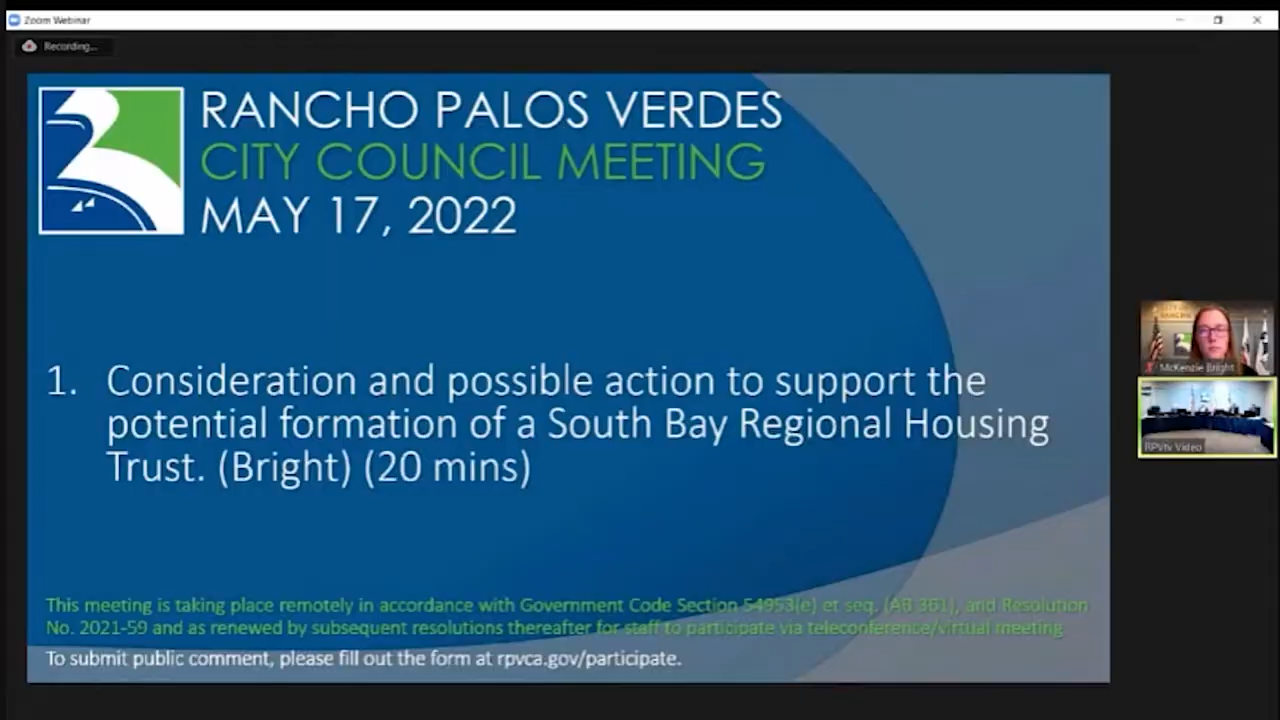 Zoom Webinar
Recording...
RANCHO PALOS VERDES
CITY COUNCIL MEETING
MAY 17, 2022
1. Consideration and possible action to support the
potential formation of a South Bay Regional Housing
Trust. (Bright) (20 mins)
This meeting is taking place remotely in accordance with Government Code Section 54953(e) et seq. (AB 361), and Resolution
No. 2021-59 and as renewed by subsequent resolutions thereafter for staff to participate via teleconference/virtual meeting
To submit public comment, please fill out the form at rpvca.gov/participate.
McKenzie Bright
RPVtv Video